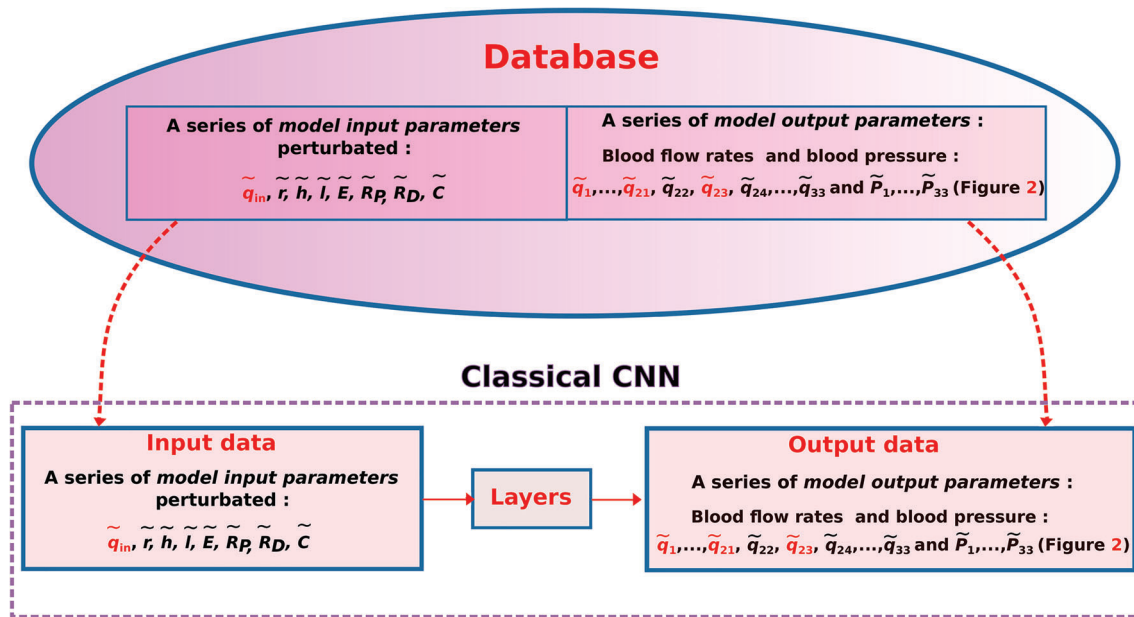 Database
A series of model input parameters
perturbated :
q̃in, r̃, h̃, l̃, Ẽ, R̃P, R̃D, C̃
A series of model output parameters :
Blood flow rates and blood pressure :
q̃1,...,q̃21, q̃22, q̃23, q̃24,...,q̃33 and P̃1,...,P̃33 (Figure 2)
Classical CNN
Input data
A series of model input parameters
perturbated :
q̃in, r̃, h̃, l̃, Ẽ, R̃P, R̃D, C̃
Layers
Output data
A series of model output parameters :
Blood flow rates and blood pressure :
q̃1,...,q̃21, q̃22, q̃23, q̃24,...,q̃33 and P̃1,...,P̃33 (Figure 2)